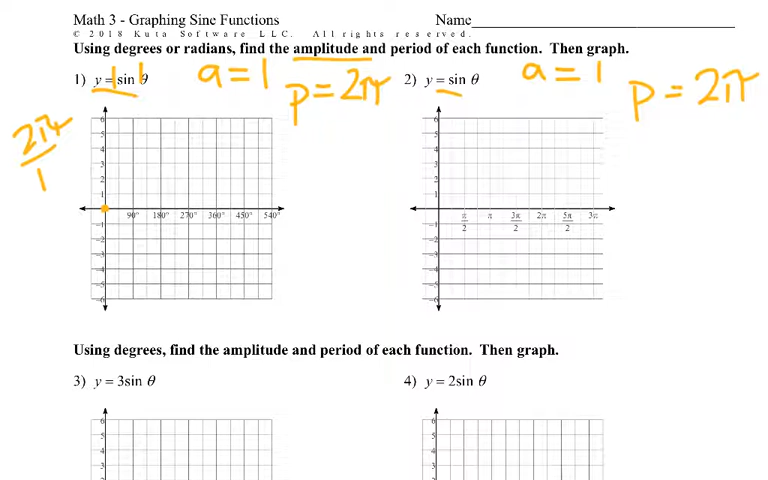 Math 3 - Graphing Sine Functions Name
© 2018 Kuta Software LLC. All rights reserved.
Using degrees or radians, find the amplitude and period of each function. Then graph.
1) y = 1 sin 1 θ a = 1 p = 2π
2) y = sin θ a = 1 p = 2π
2π/1
6 5 4 3 2 1 -1 -2 -3 -4 -5 -6
90° 180° 270° 360° 450° 540°
6 5 4 3 2 1 -1 -2 -3 -4 -5 -6
π/2 π 3π/2 2π 5π/2 3π
Using degrees, find the amplitude and period of each function. Then graph.
3) y = 3sin θ
4) y = 2sin θ
6 5 4 3 2
6 5 4 3 2